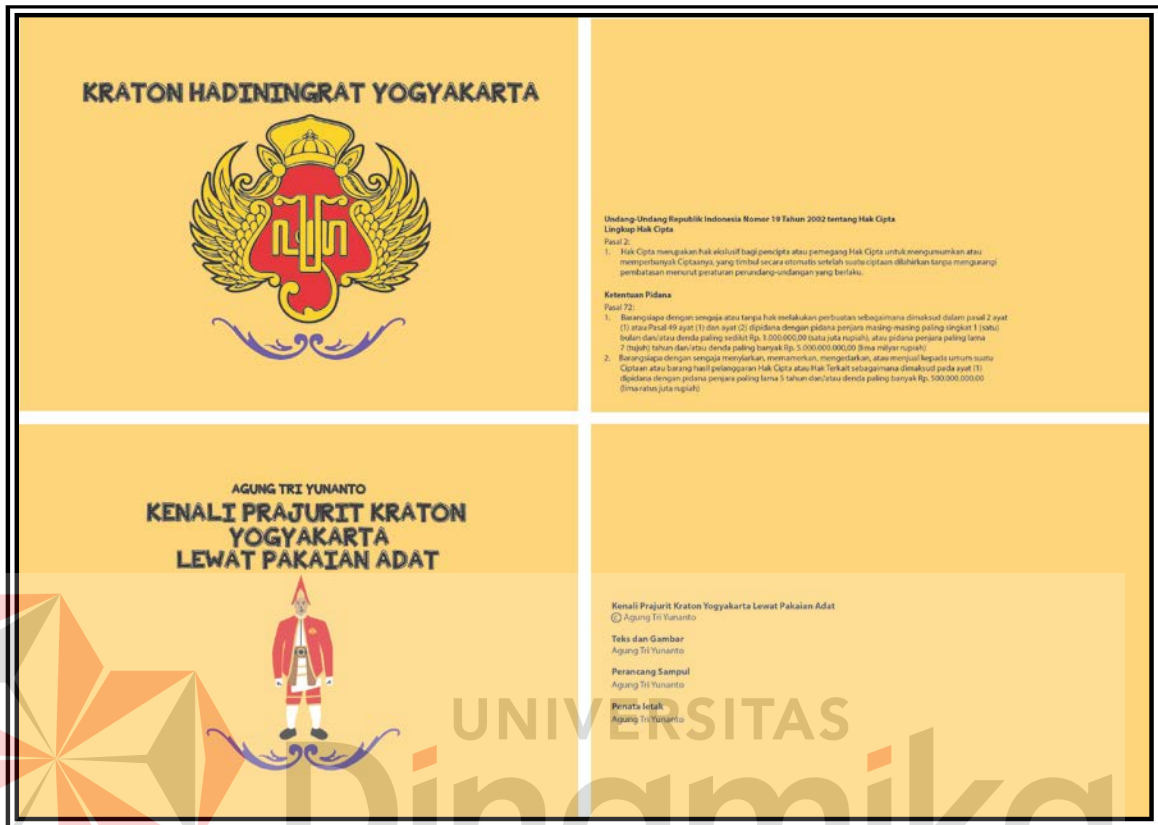 KRATON HADININGRAT YOGYAKARTA
Undang-Undang Republik Indonesia Nomor 19 Tahun 2002 tentang Hak Cipta
Lingkup Hak Cipta
Pasal 2:
1. Hak Cipta merupakan hak ekslusif bagi pencipta atau pemegang Hak Cipta untuk mengumumkan atau
memperbanyak Ciptaanya, yang timbul secara otomatis setelah suatu ciptaan dilahirkan tanpa mengurangi
pembatasan menurut peraturan perundang-undangan yang berlaku.
Ketentuan Pidana
Pasal 72:
1. Barangsiapa dengan sengaja atau tanpa hak melakukan perbuatan sebagaimana dimaksud dalam pasal 2 ayat
(1) atau Pasal 49 ayat (1) dan ayat (2) dipidana dengan pidana penjara masing-masing paling singkat 1 (satu)
bulan dan/atau denda paling sedikit Rp. 1.000.000,00 (satu juta rupiah), atau pidana penjara paling lama
7 (tujuh) tahun dan/atau denda paling banyak Rp. 5.000.000.000,00 (lima milyar rupiah)
2. Barangsiapa dengan sengaja menyiarkan, memamerkan, mengedarkan, atau menjual kepada umum suatu
Ciptaan atau barang hasil pelanggaran Hak Cipta atau Hak Terkait sebagaimana dimaksud pada ayat (1)
dipidana dengan pidana penjara paling lama 5 tahun dan/atau denda paling banyak Rp. 500.000.000,00
(lima ratus juta rupiah)
AGUNG TRI YUNANTO
KENALI PRAJURIT KRATON
YOGYAKARTA
LEWAT PAKAIAN ADAT
Kenali Prajurit Kraton Yogyakarta Lewat Pakaian Adat
© Agung Tri Yunanto
Teks dan Gambar
Agung Tri Yunanto
Perancang Sampul
Agung Tri Yunanto
Penata letak
Agung Tri Yunanto
UNIVERSITAS
Dinamika